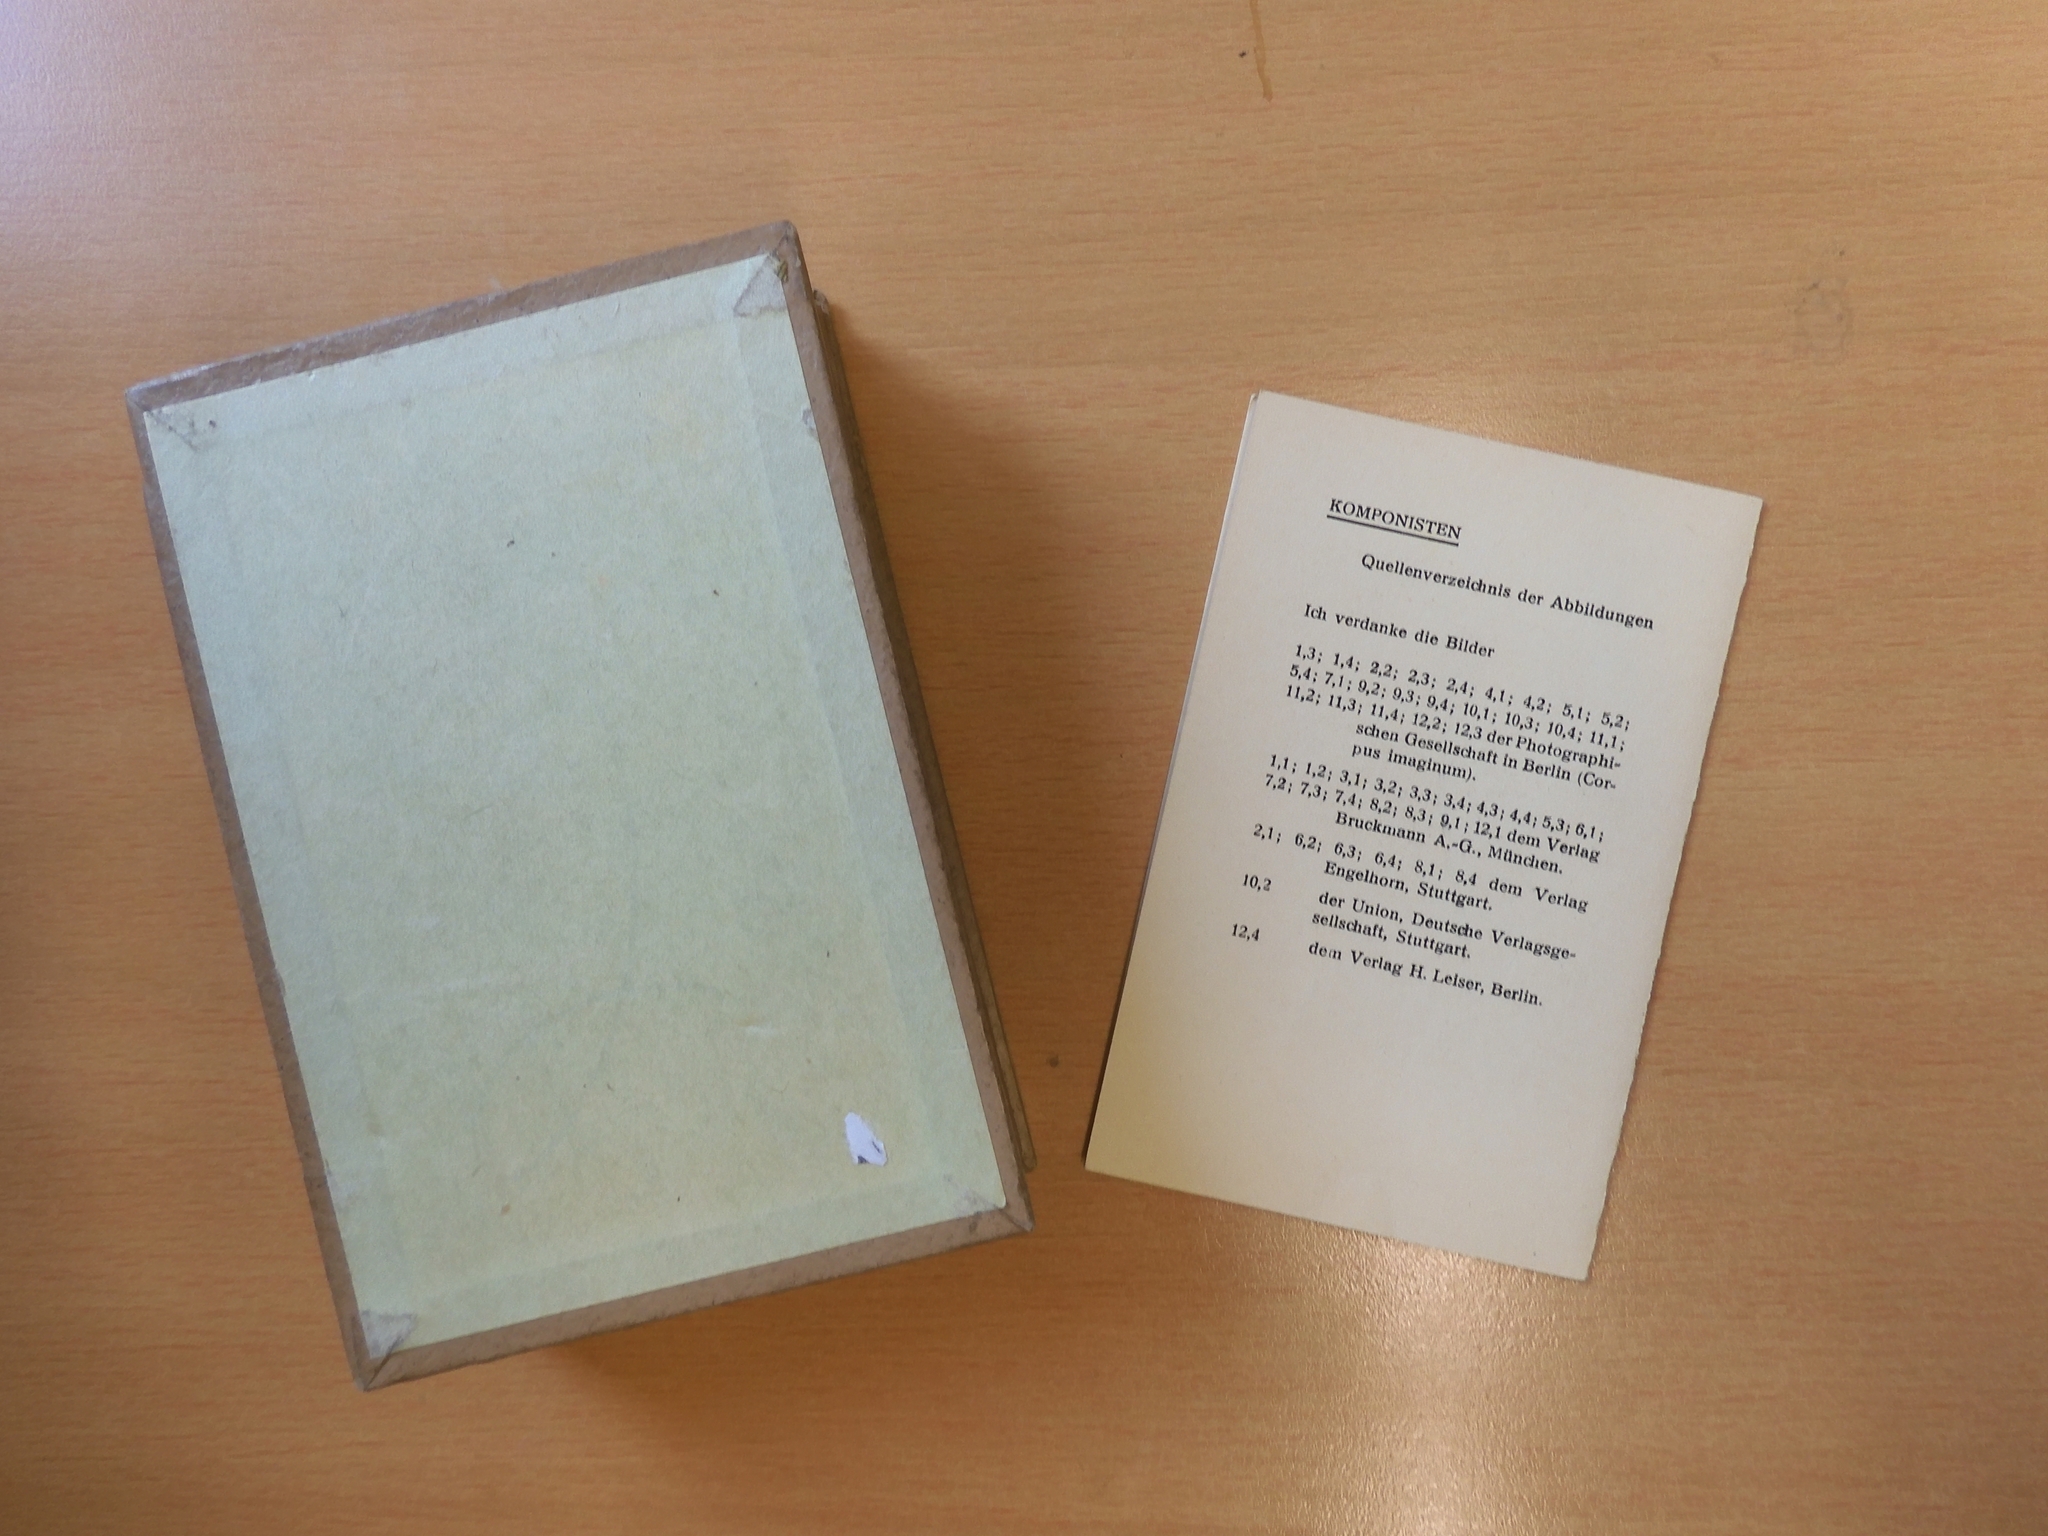 KOMPONISTEN
Quellenverzeichnis der Abbildungen
Ich verdanke die Bilder
1,3; 1,4; 2,2; 2,3; 2,4; 4,1; 4,2; 5,1; 5,2;
5,4; 7,1; 9,2; 9,3; 9,4; 10,1; 10,3; 10,4; 11,1;
11,2; 11,3; 11,4; 12,2; 12,3 der Photographi-
schen Gesellschaft in Berlin (Cor-
pus imaginum).
1,1; 1,2; 3,1; 3,2; 3,3; 3,4; 4,3; 4,4; 5,3; 6,1;
7,2; 7,3; 7,4; 8,2; 8,3; 9,1; 12,1 dem Verlag
Bruckmann A.-G., München.
2,1; 6,2; 6,3; 6,4; 8,1; 8,4 dem Verlag
Engelhorn, Stuttgart.
10,2 der Union, Deutsche Verlagsge-
sellschaft, Stuttgart.
12,4 dem Verlag H. Leiser, Berlin.